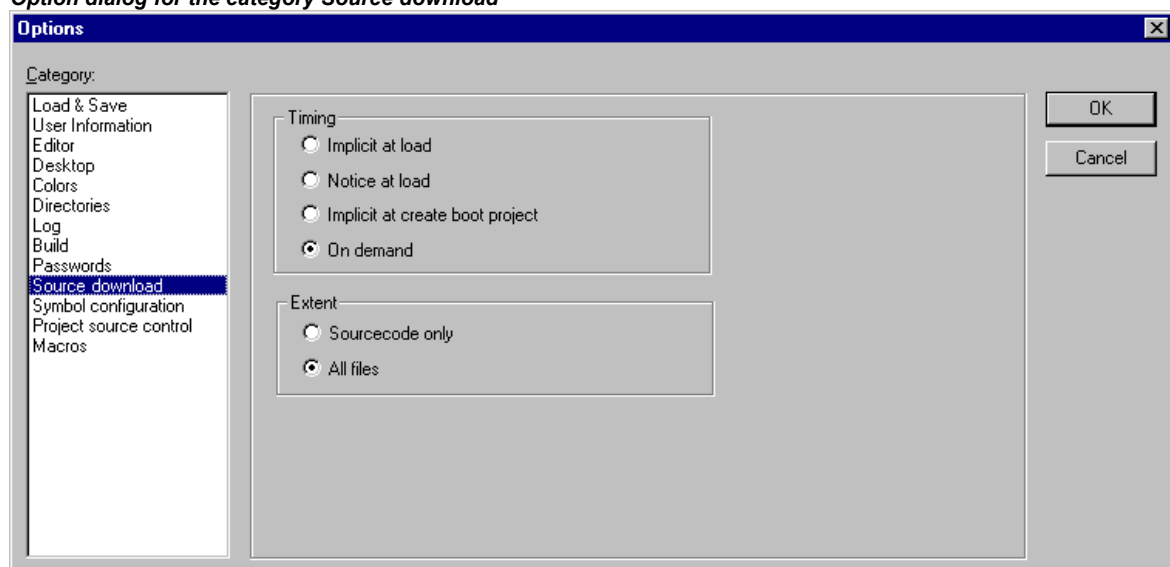 Option dialog for the category Source download
Options
Category:
Load & Save
User Information
Editor
Desktop
Colors
Directories
Log
Build
Passwords
Source download
Symbol configuration
Project source control
Macros
Timing
Implicit at load
Notice at load
Implicit at create boot project
On demand
Extent
Sourcecode only
All files
OK
Cancel